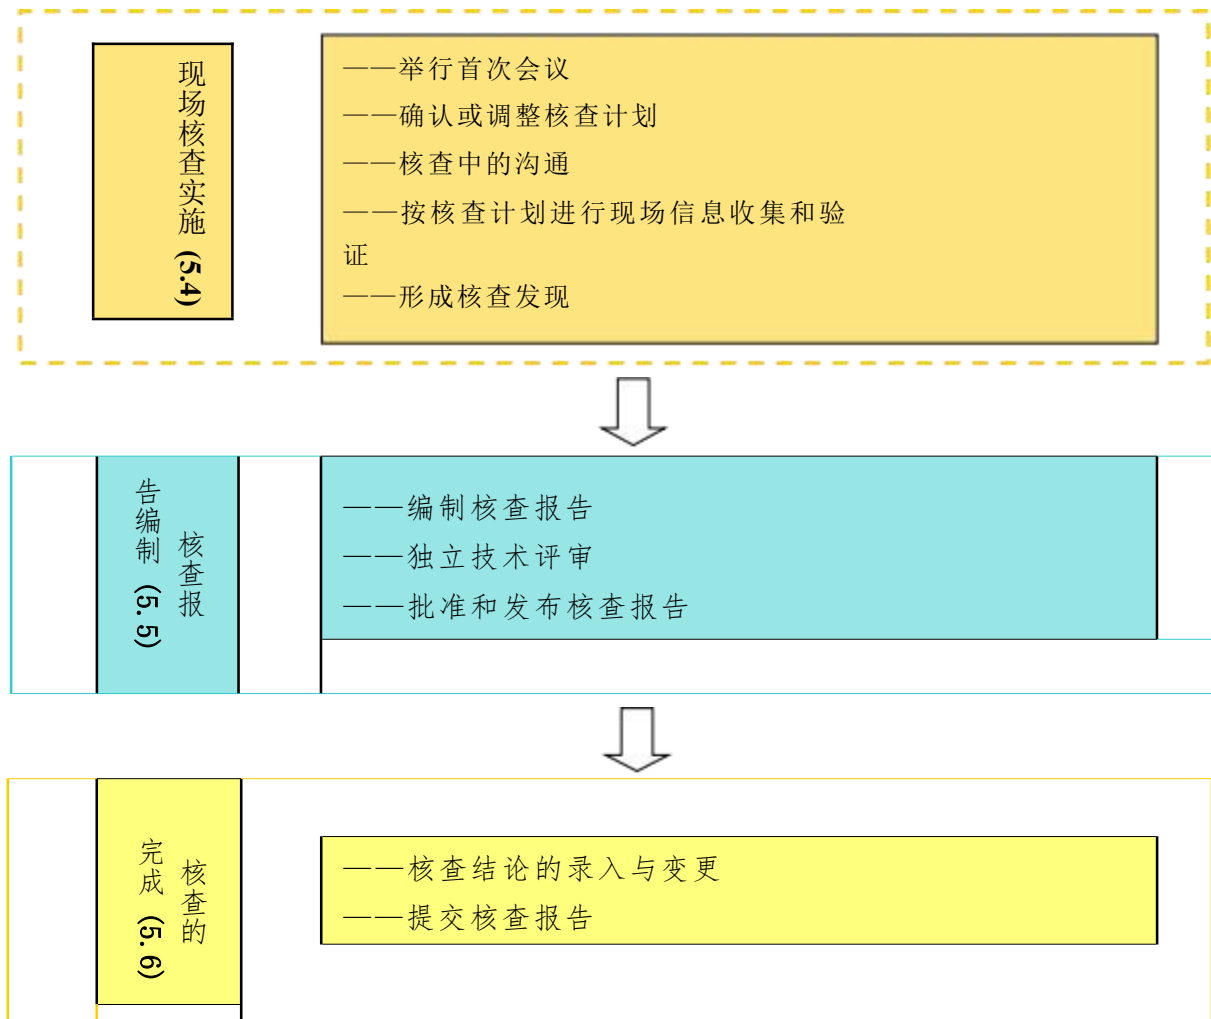 现场核查实施 (5.4)
——举行首次会议
——确认或调整核查计划
——核查中的沟通
——按核查计划进行现场信息收集和验
证
——形成核查发现
核查报
告编制 (5.5)
——编制核查报告
——独立技术评审
——批准和发布核查报告
核查的
完成 (5.6)
——核查结论的录入与变更
——提交核查报告